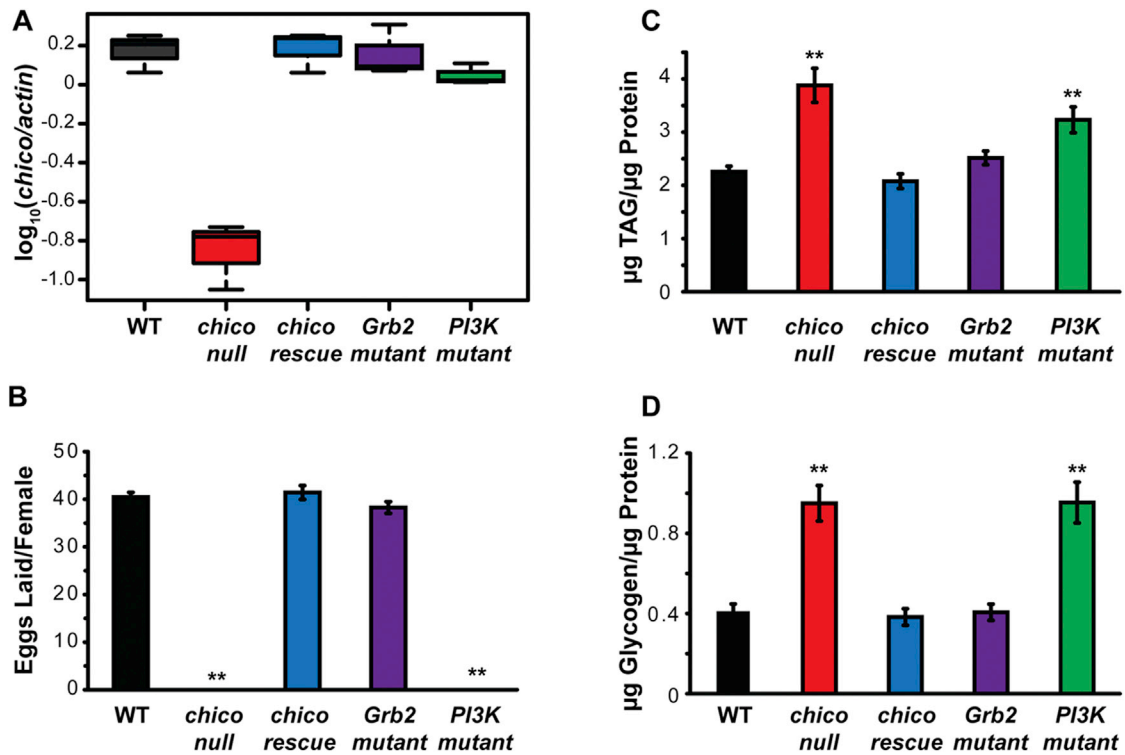 A
log10(chico/actin)
0.2
0
-0.2
-0.4
-0.6
-0.8
-1.0
WT
chico
null
chico
rescue
Grb2
mutant
PI3K
mutant
B
Eggs Laid/Female
50
40
30
20
10
0
**
**
WT
chico
null
chico
rescue
Grb2
mutant
PI3K
mutant
C
µg TAG/µg Protein
4
3
2
1
0
**
**
WT
chico
null
chico
rescue
Grb2
mutant
PI3K
mutant
D
µg Glycogen/µg Protein
1.2
0.8
0.4
0
**
**
WT
chico
null
chico
rescue
Grb2
mutant
PI3K
mutant